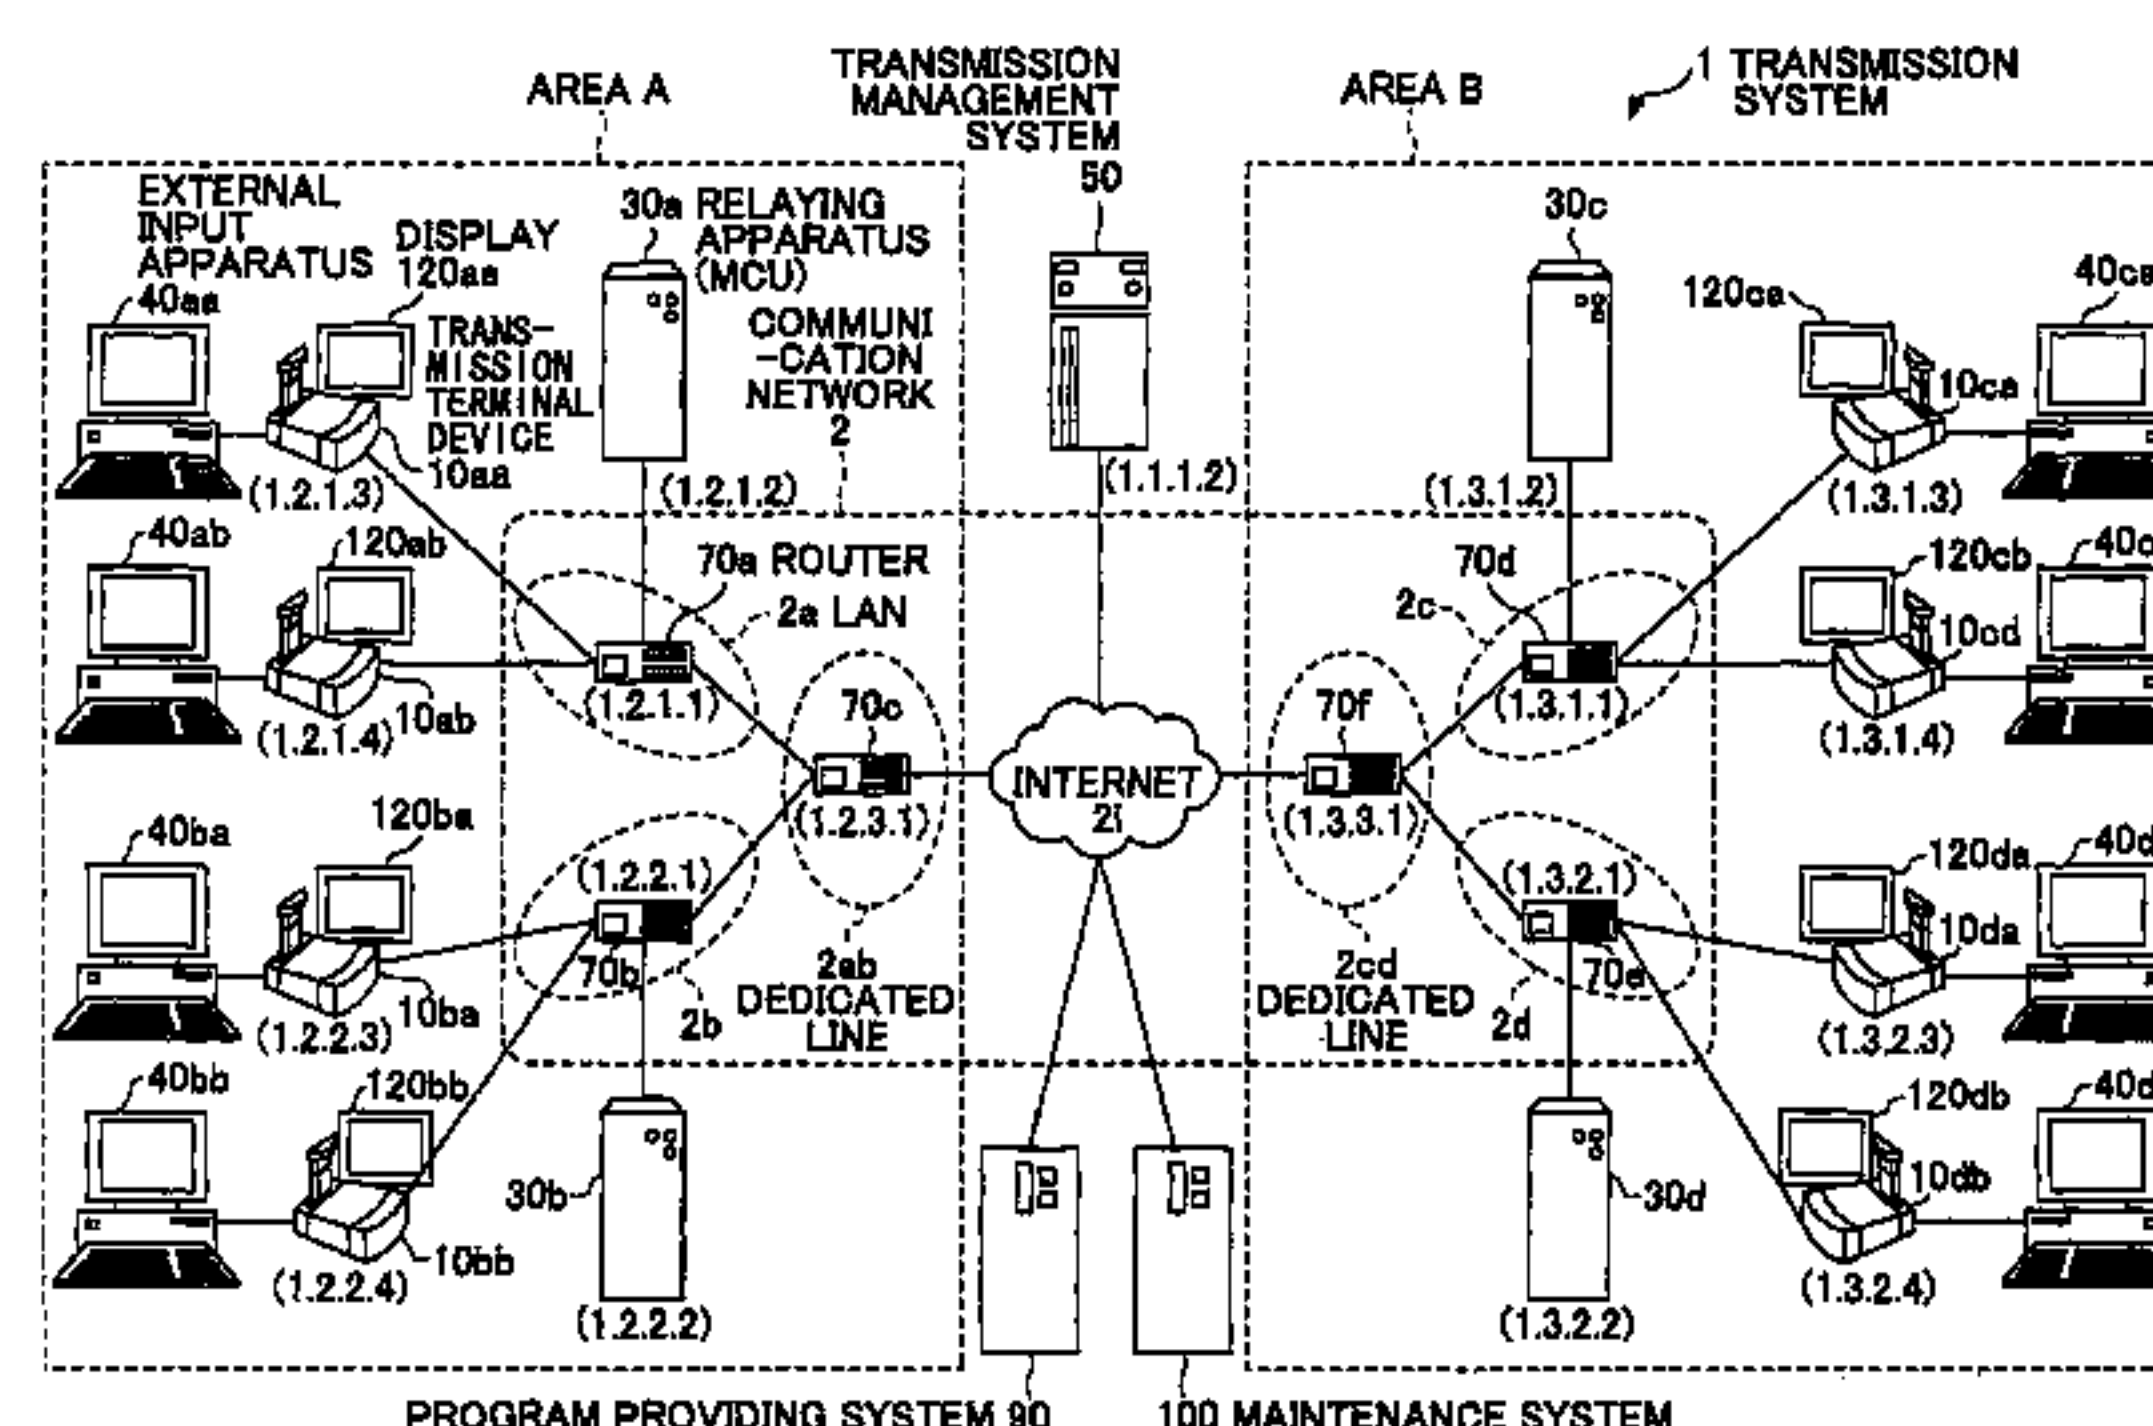 TRANSMISSION
MANAGEMENT
SYSTEM
50
AREA A
AREA B
1 TRANSMISSION
SYSTEM
EXTERNAL
INPUT
APPARATUS
40aa
DISPLAY
120aa
30a RELAYING
APPARATUS
(MCU)
TRANS-
MISSION
TERMINAL
DEVICE
10aa
COMMUNI
-CATION
NETWORK
2
30c
120ca
40ca
10ca
(1.2.1.3)
(1.2.1.2)
(1.1.1.2)
(1.3.1.2)
(1.3.1.3)
40ab
120ab
70a ROUTER
2a LAN
70d
2c
120cb
10cd
(1.2.1.1)
(1.3.1.1)
10ab
(1.2.1.4)
(1.3.1.4)
70c
70f
INTERNET
2i
(1.2.3.1)
(1.3.3.1)
40ba
120ba
(1.2.2.1)
(1.3.2.1)
120da
70b
70e
10da
2ab
DEDICATED
LINE
2cd
DEDICATED
LINE
2b
2d
10ba
(1.2.2.3)
(1.3.2.3)
40bb
120bb
120db
30b
30d
10db
10bb
(1.2.2.4)
(1.3.2.4)
(1.2.2.2)
(1.3.2.2)
PROGRAM PROVIDING SYSTEM 90
100 MAINTENANCE SYSTEM